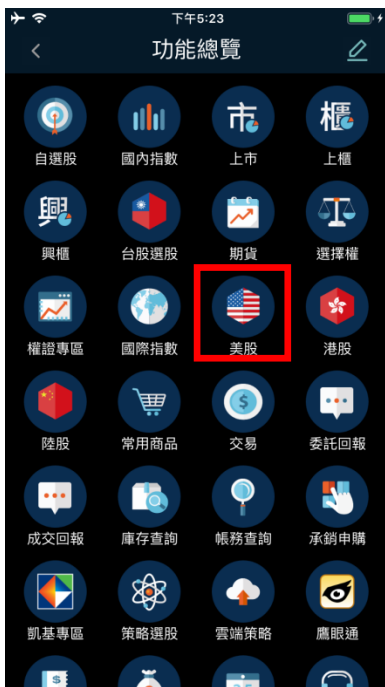 下午5:23
功能總覽
自選股 國內指數 上市 上櫃
市 櫃
興櫃 台股選股 期貨 選擇權
興
權證專區 國際指數 美股 港股
陸股 常用商品 交易 委託回報
成交回報 庫存查詢 帳務查詢 承銷申購
凱基專區 策略選股 雲端策略 鷹眼通